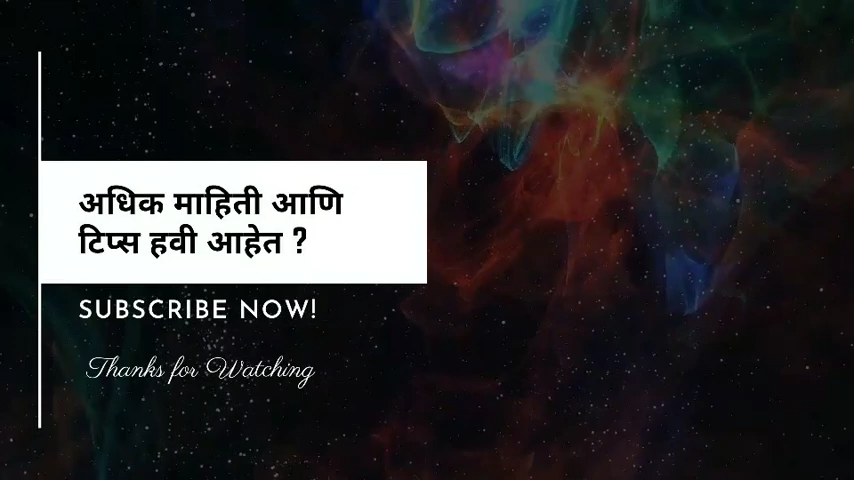 अधिक माहिती आणि
टिप्स हवी आहेत ?
SUBSCRIBE NOW!
Thanks for Watching